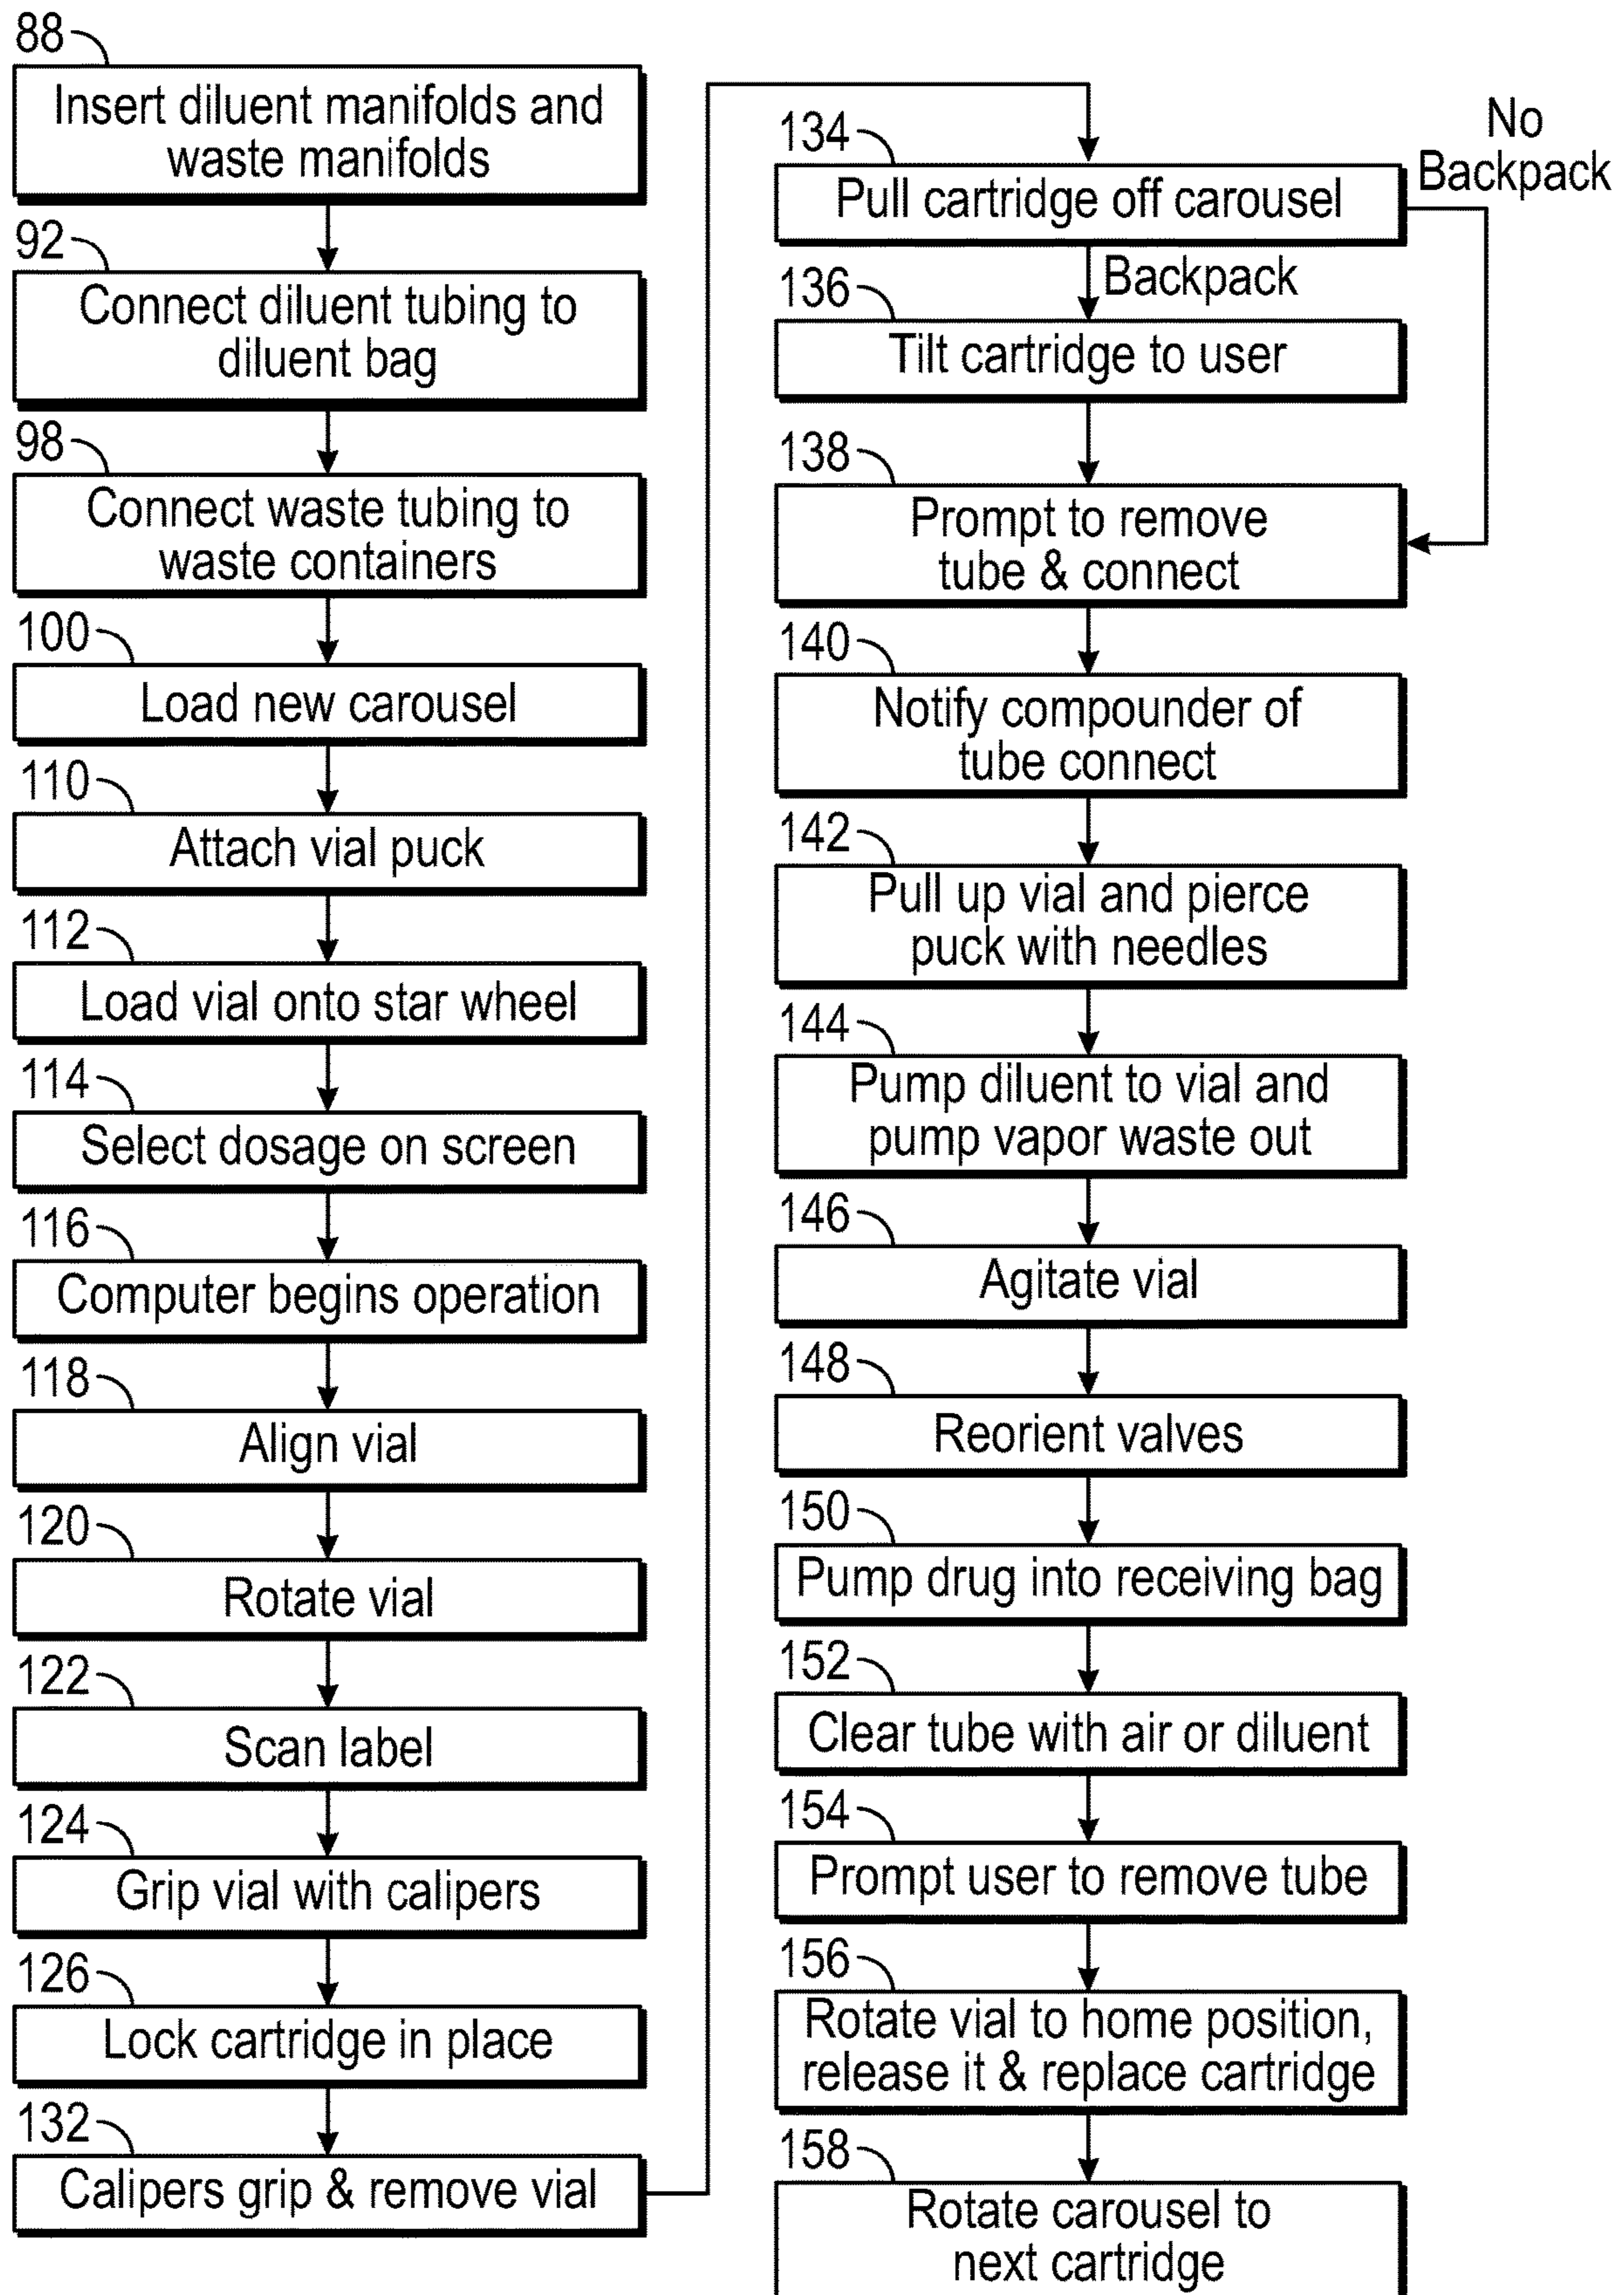 88
Insert diluent manifolds and
waste manifolds
92
Connect diluent tubing to
diluent bag
98
Connect waste tubing to
waste containers
100
Load new carousel
110
Attach vial puck
112
Load vial onto star wheel
114
Select dosage on screen
116
Computer begins operation
118
Align vial
120
Rotate vial
122
Scan label
124
Grip vial with calipers
126
Lock cartridge in place
132
Calipers grip & remove vial
134
Pull cartridge off carousel
No
Backpack
Backpack
136
Tilt cartridge to user
138
Prompt to remove
tube & connect
140
Notify compounder of
tube connect
142
Pull up vial and pierce
puck with needles
144
Pump diluent to vial and
pump vapor waste out
146
Agitate vial
148
Reorient valves
150
Pump drug into receiving bag
152
Clear tube with air or diluent
154
Prompt user to remove tube
156
Rotate vial to home position,
release it & replace cartridge
158
Rotate carousel to
next cartridge